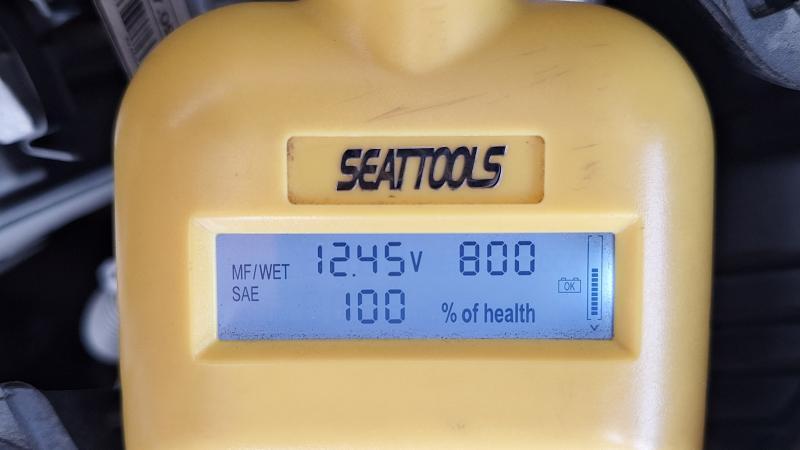 SEATTOOLS
MF/WET 12.45V 800
SAE 100 % of health
OK